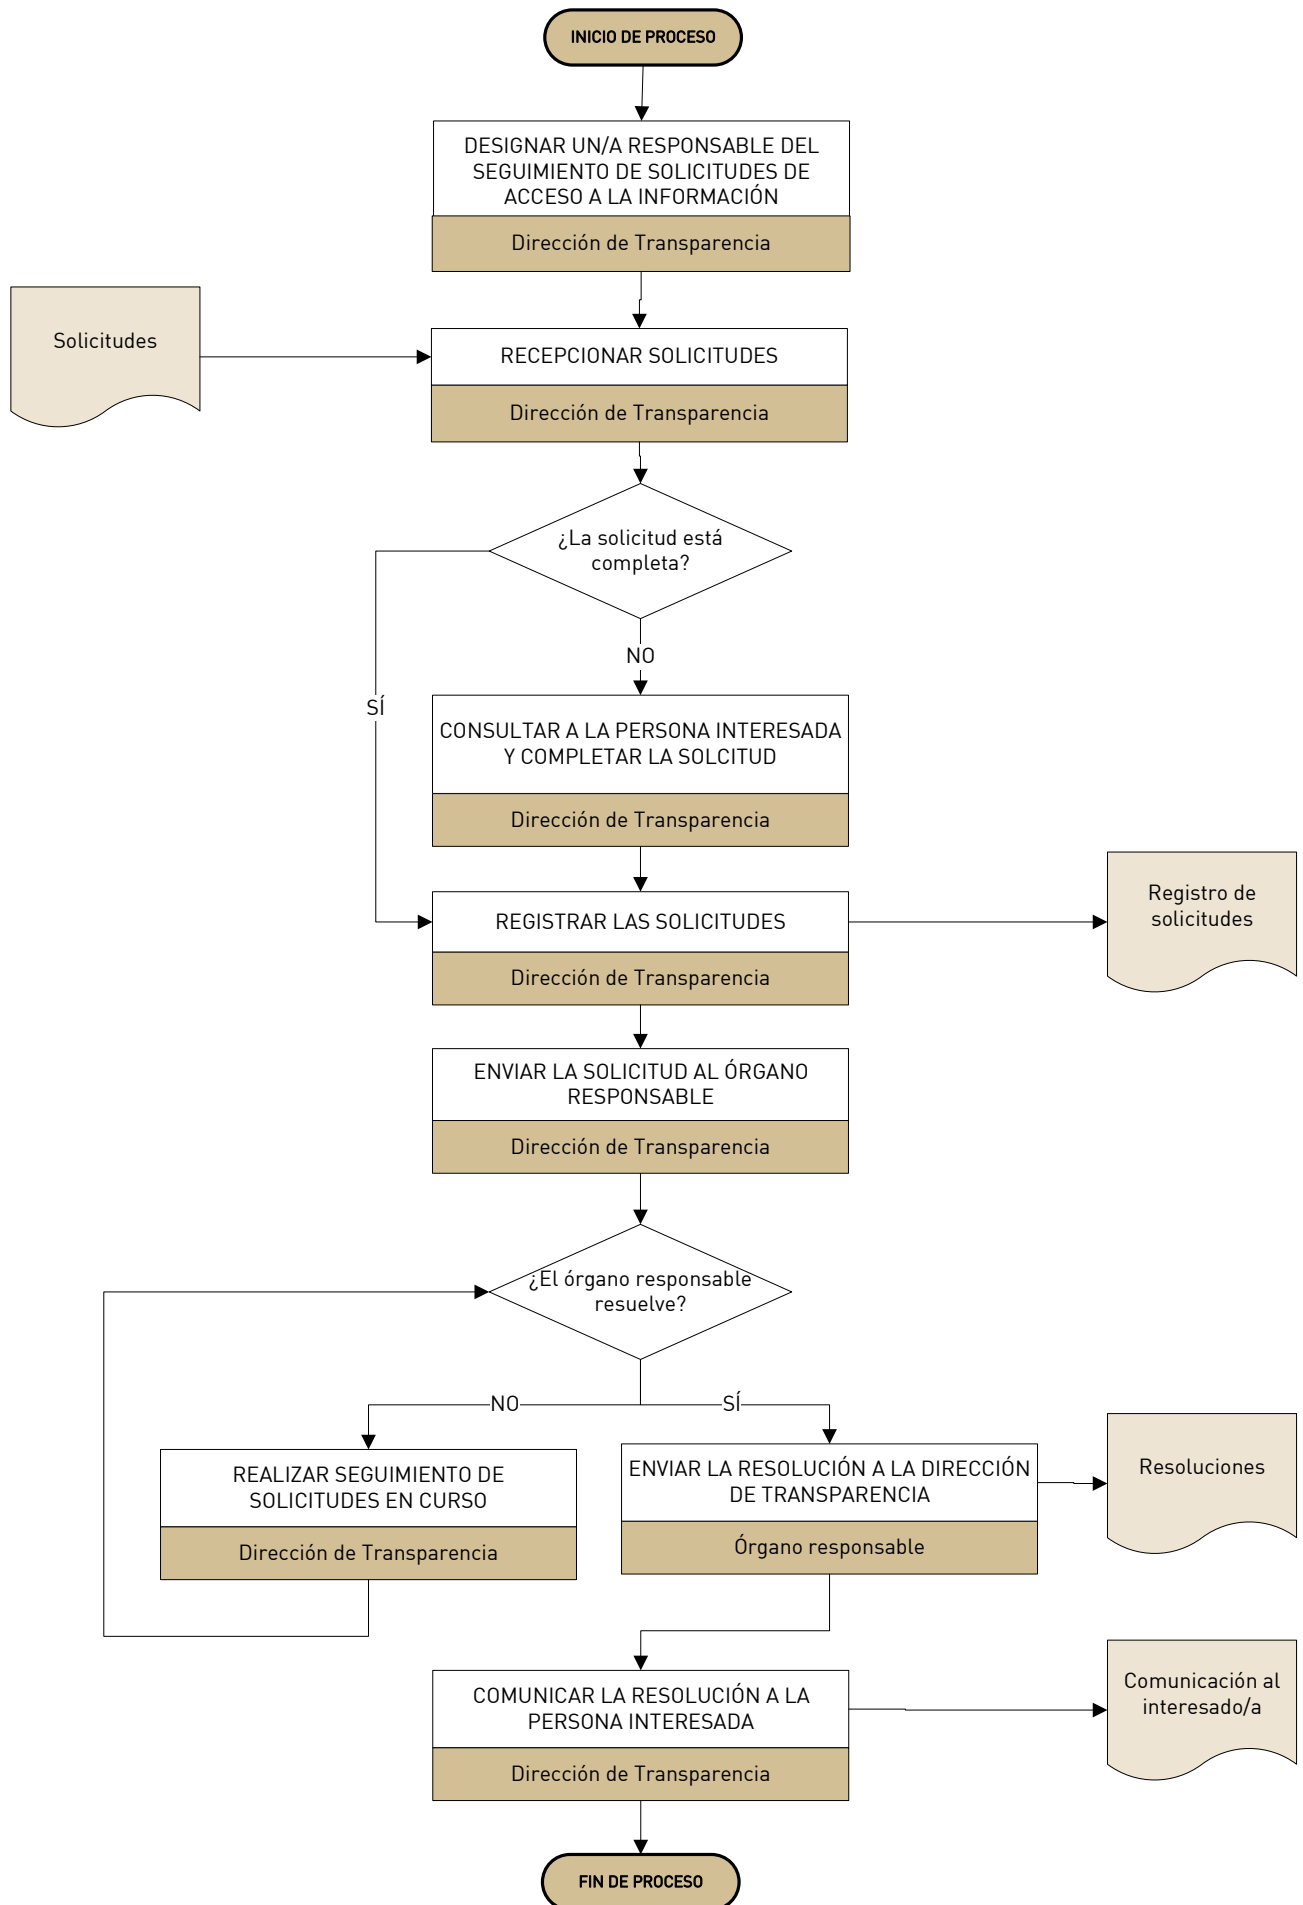 INICIO DE PROCESO
DESIGNAR UN/A RESPONSABLE DEL
SEGUIMIENTO DE SOLICITUDES DE
ACCESO A LA INFORMACIÓN
Dirección de Transparencia
Solicitudes
RECEPCIONAR SOLICITUDES
Dirección de Transparencia
¿La solicitud está
completa?
NO
SÍ
CONSULTAR A LA PERSONA INTERESADA
Y COMPLETAR LA SOLCITUD
Dirección de Transparencia
REGISTRAR LAS SOLICITUDES
Dirección de Transparencia
Registro de
solicitudes
ENVIAR LA SOLICITUD AL ÓRGANO
RESPONSABLE
Dirección de Transparencia
¿El órgano responsable
resuelve?
NO
SÍ
REALIZAR SEGUIMIENTO DE
SOLICITUDES EN CURSO
Dirección de Transparencia
ENVIAR LA RESOLUCIÓN A LA DIRECCIÓN
DE TRANSPARENCIA
Órgano responsable
Resoluciones
COMUNICAR LA RESOLUCIÓN A LA
PERSONA INTERESADA
Dirección de Transparencia
Comunicación al
interesado/a
FIN DE PROCESO